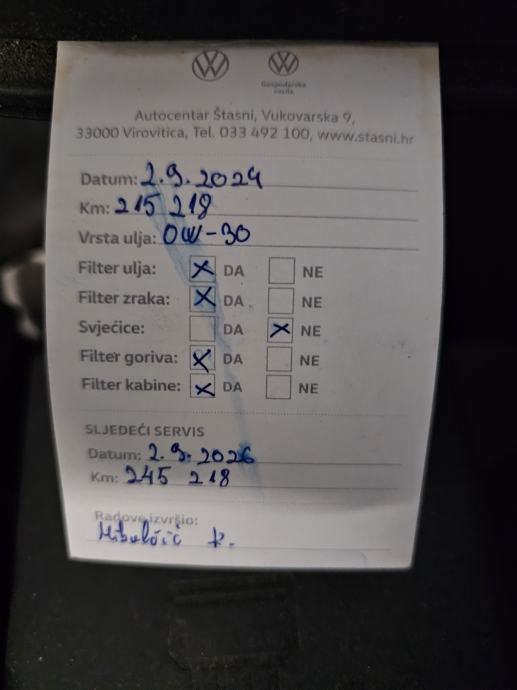 Gospodarska vozila
Autocentar Štasni, Vukovarska 9,
33000 Virovitica, Tel. 033 492 100, www.stasni.hr
Datum: 2.9.2024
Km: 215 218
Vrsta ulja: 0W-30
Filter ulja: X DA NE
Filter zraka: X DA NE
Svjećice: DA X NE
Filter goriva: X DA NE
Filter kabine: X DA NE
SLJEDEĆI SERVIS
Datum: 2.9.2026
Km: 245 218
Radove izvršio:
K.